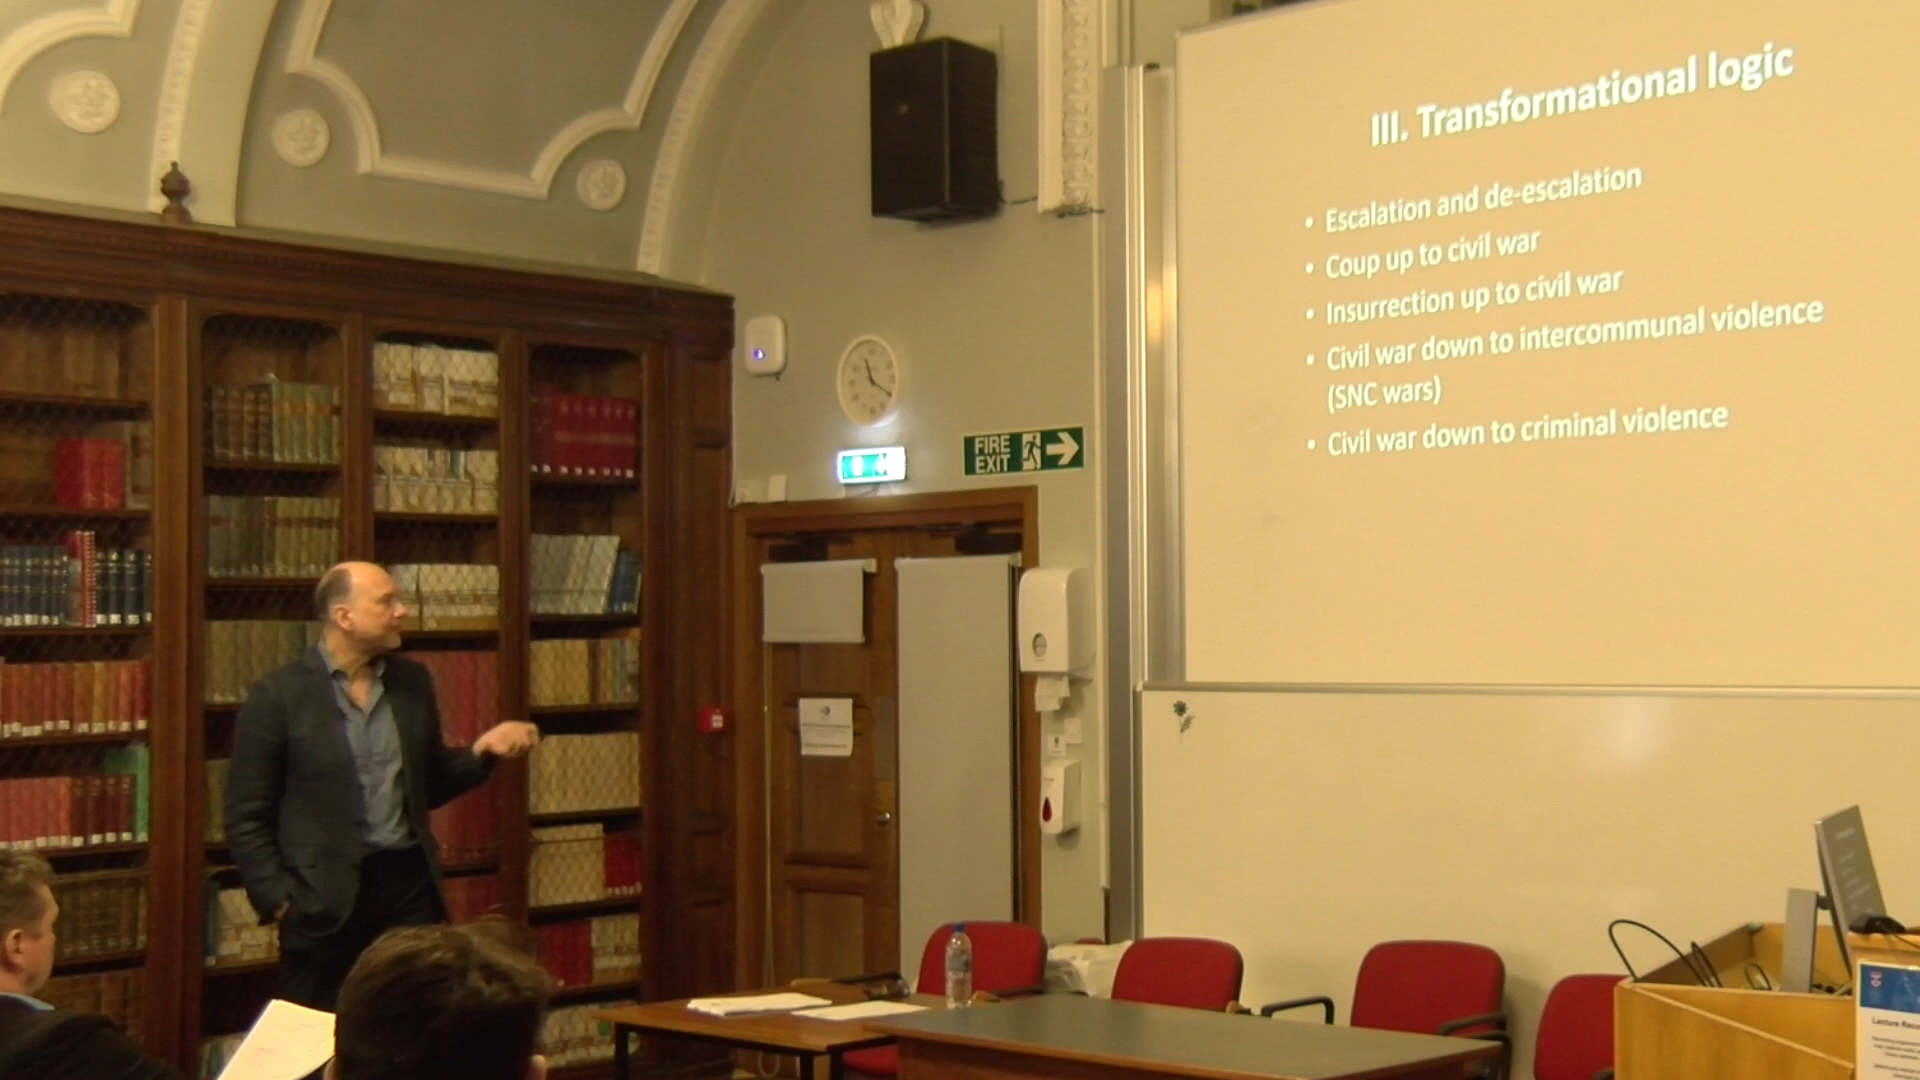 III. Transformational logic
• Escalation and de-escalation
• Coup up to civil war
• Insurrection up to civil war
• Civil war down to intercommunal violence
(SNC wars)
• Civil war down to criminal violence
FIRE
EXIT